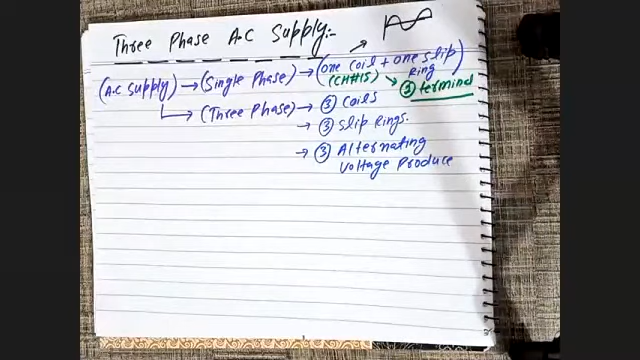 Three Phase A.C Supply:-
(A.C Supply) → (Single Phase) → (one coil + one slip Ring)
(CH#15) → ③ terminal
→ (Three Phase) → ③ Coils
→ ③ Slip Rings.
→ ③ Alternating
Voltage Produce